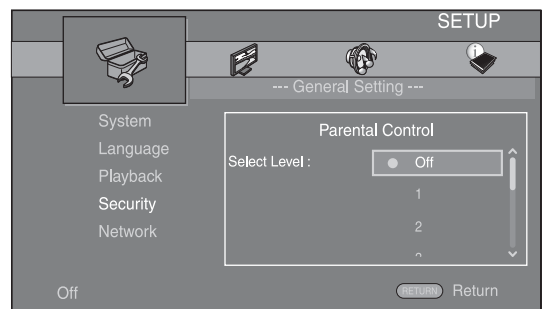 SETUP
--- General Setting ---
System
Language
Playback
Security
Network
Parental Control
Select Level :
Off
1
2
Off
RETURN Return